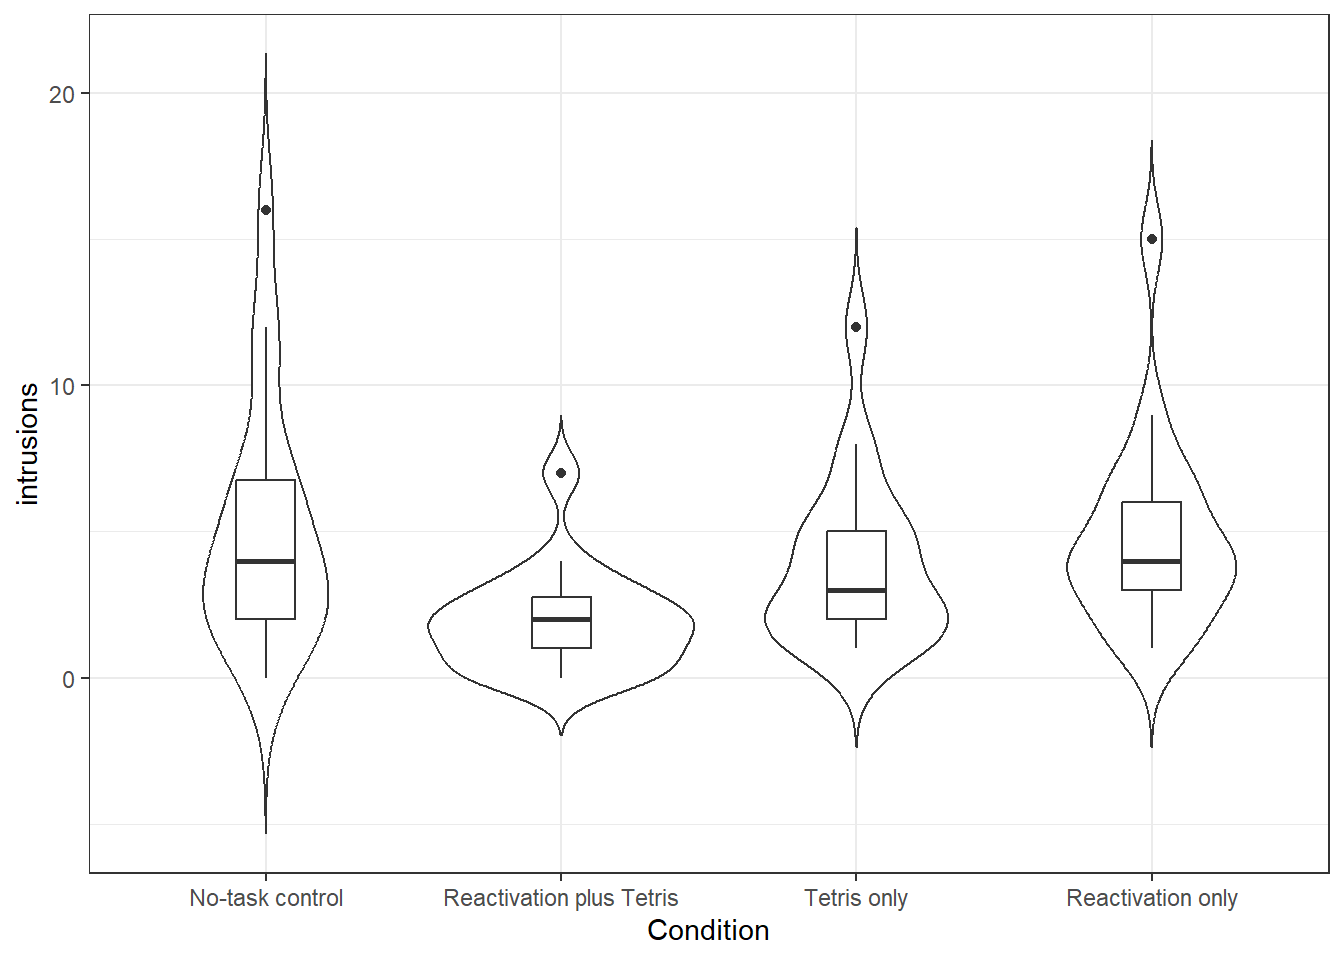 intrusions
20
10
0
No-task control
Reactivation plus Tetris
Tetris only
Reactivation only
Condition